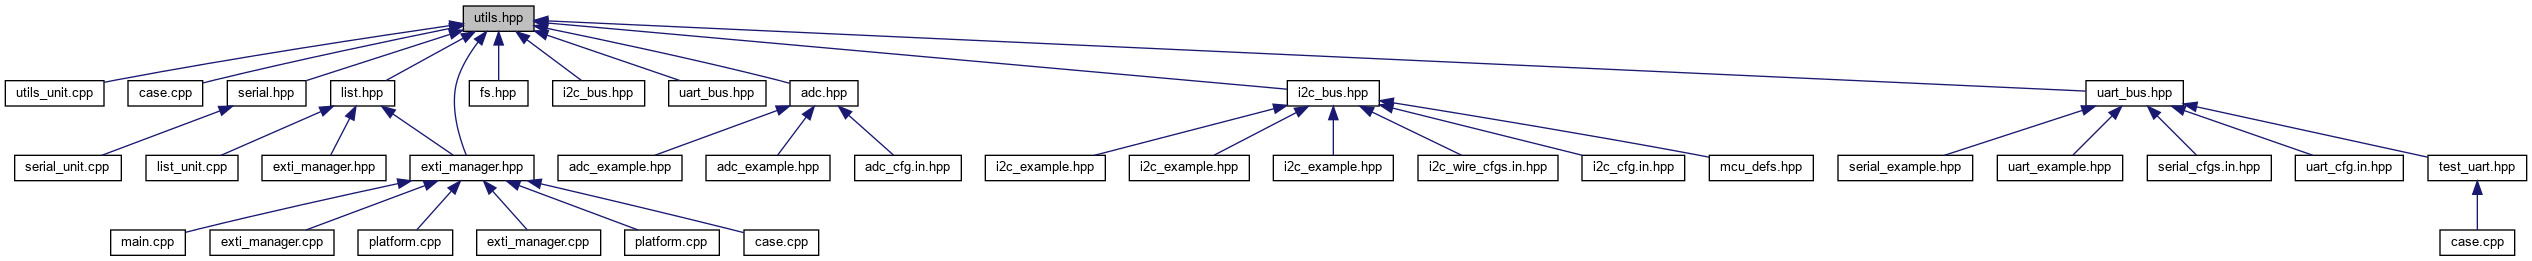 utils.hpp
utils_unit.cpp
case.cpp
serial.hpp
list.hpp
fs.hpp
i2c_bus.hpp
uart_bus.hpp
adc.hpp
i2c_bus.hpp
uart_bus.hpp
serial_unit.cpp
list_unit.cpp
exti_manager.hpp
exti_manager.hpp
adc_example.hpp
adc_example.hpp
adc_cfg.in.hpp
i2c_example.hpp
i2c_example.hpp
i2c_example.hpp
i2c_wire_cfgs.in.hpp
i2c_cfg.in.hpp
mcu_defs.hpp
serial_example.hpp
uart_example.hpp
serial_cfgs.in.hpp
uart_cfg.in.hpp
test_uart.hpp
main.cpp
exti_manager.cpp
platform.cpp
exti_manager.cpp
platform.cpp
case.cpp
case.cpp